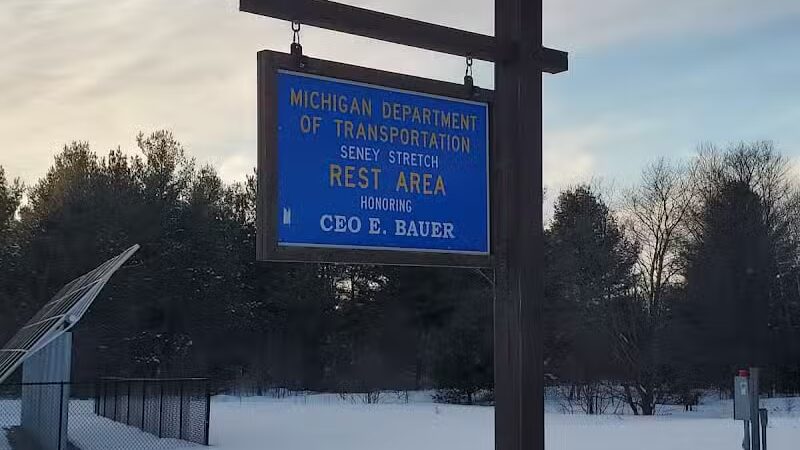 MICHIGAN DEPARTMENT
OF TRANSPORTATION
SENEY STRETCH
REST AREA
HONORING
CEO E. BAUER